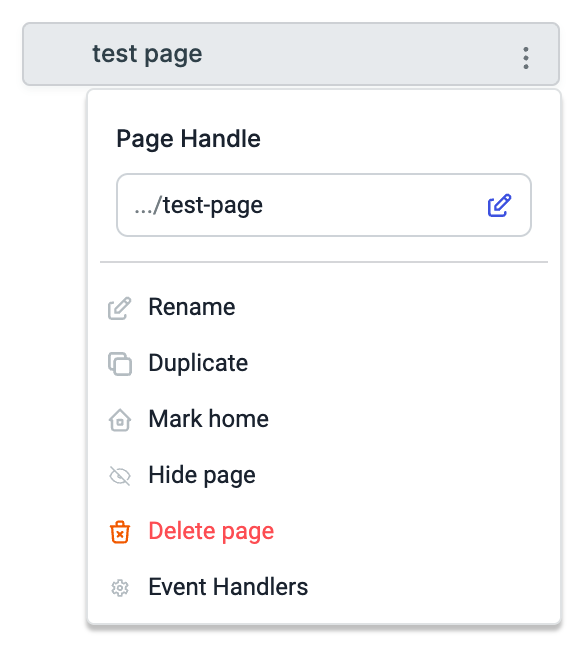 test page
Page Handle
.../test-page
Rename
Duplicate
Mark home
Hide page
Delete page
Event Handlers